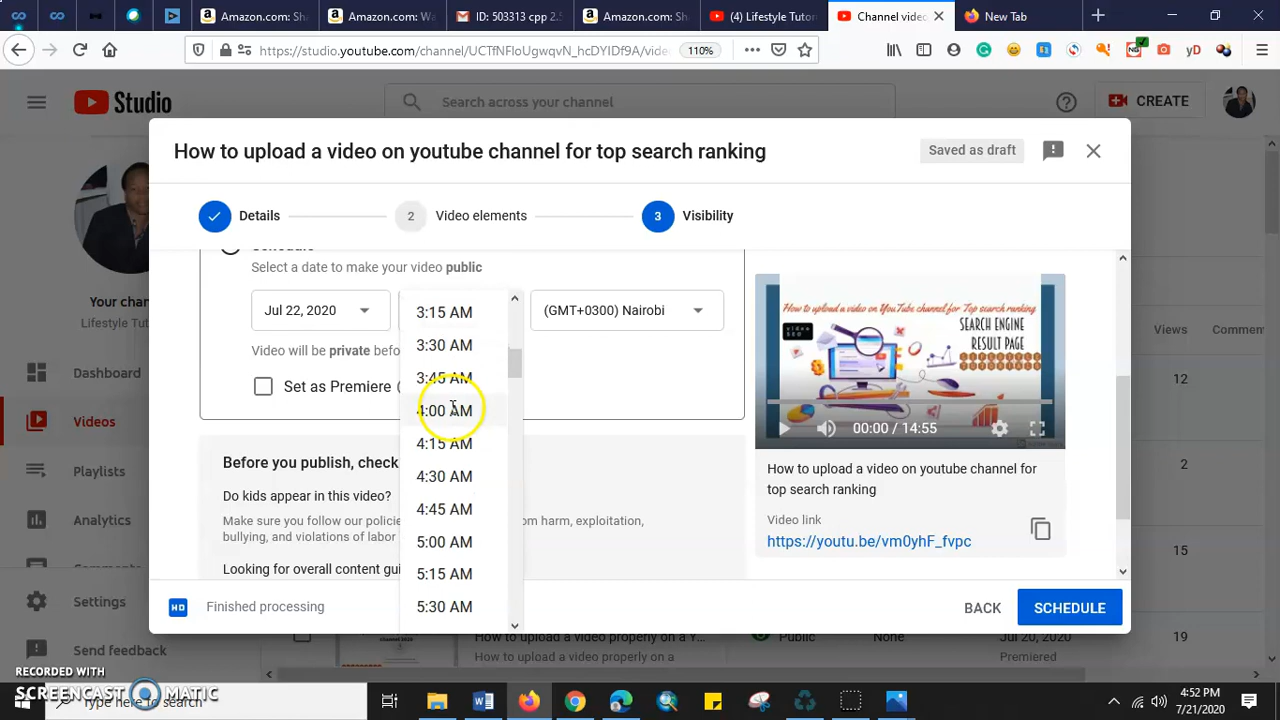 Amazon.com: Sh
Amazon.com: Wa
ID: 503313 cpp 2.5
Amazon.com: Sh
(4) Lifestyle Tutor
Channel vide
New Tab
https://studio.youtube.com/channel/UCTfNFIoUgwqvN_hcDYIDf9A/vide
110%
Studio
Search across your channel
CREATE
How to upload a video on youtube channel for top search ranking
Saved as draft
Details
2
Video elements
3
Visibility
Select a date to make your video public
Jul 22, 2020
(GMT+0300) Nairobi
Video will be private befo
Set as Premiere
3:15 AM
3:30 AM
3:45 AM
4:00 AM
4:15 AM
4:30 AM
4:45 AM
5:00 AM
5:15 AM
5:30 AM
Before you publish, check
Do kids appear in this video?
Make sure you follow our policie
om harm, exploitation,
bullying, and violations of labor
Looking for overall content gui
How to upload a video on YouTube channel for Top search ranking
SEARCH ENGINE
RESULT PAGE
00:00 / 14:55
How to upload a video on youtube channel for
top search ranking
Video link
https://youtu.be/vm0yhF_fvpc
HD
Finished processing
BACK
SCHEDULE
Your chann
Lifestyle Tuto
Dashboard
Videos
Playlists
Analytics
Settings
Send feedback
Views
Commen
12
2
15
19
How to upload a video properly on a Y
How to upload a video properly on a
Public
None
Jul 20, 2020
Premiered
RECORDED WITH
SCREENCAST MATIC
Type here to search
4:52 PM
7/21/2020